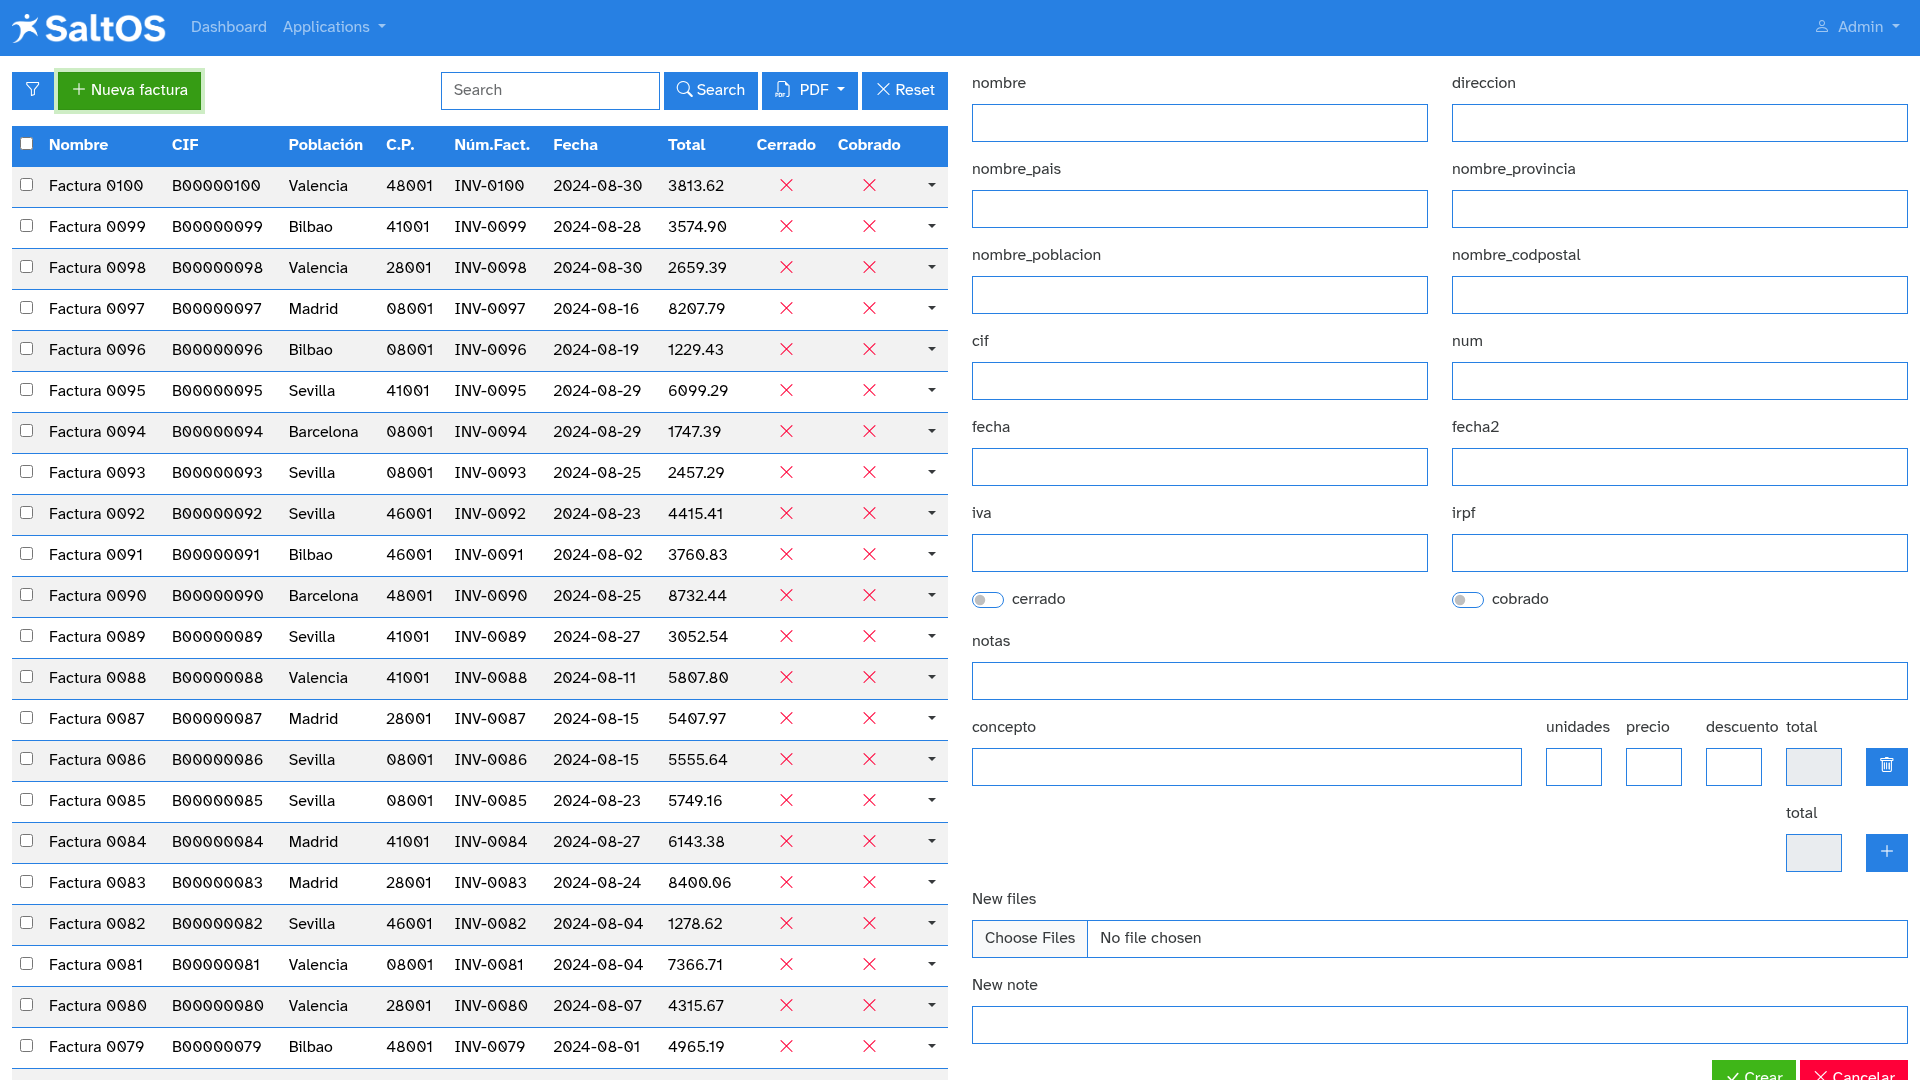 SaltOS Dashboard Applications Admin
Nueva factura Search Search PDF Reset
Nombre CIF Población C.P. Núm.Fact. Fecha Total Cerrado Cobrado
Factura 0100 B00000100 Valencia 48001 INV-0100 2024-08-30 3813.62
Factura 0099 B00000099 Bilbao 41001 INV-0099 2024-08-28 3574.90
Factura 0098 B00000098 Valencia 28001 INV-0098 2024-08-30 2659.39
Factura 0097 B00000097 Madrid 08001 INV-0097 2024-08-16 8207.79
Factura 0096 B00000096 Bilbao 08001 INV-0096 2024-08-19 1229.43
Factura 0095 B00000095 Sevilla 41001 INV-0095 2024-08-29 6099.29
Factura 0094 B00000094 Barcelona 08001 INV-0094 2024-08-29 1747.39
Factura 0093 B00000093 Sevilla 08001 INV-0093 2024-08-25 2457.29
Factura 0092 B00000092 Sevilla 46001 INV-0092 2024-08-23 4415.41
Factura 0091 B00000091 Bilbao 46001 INV-0091 2024-08-02 3760.83
Factura 0090 B00000090 Barcelona 48001 INV-0090 2024-08-25 8732.44
Factura 0089 B00000089 Sevilla 41001 INV-0089 2024-08-27 3052.54
Factura 0088 B00000088 Valencia 41001 INV-0088 2024-08-11 5807.80
Factura 0087 B00000087 Madrid 28001 INV-0087 2024-08-15 5407.97
Factura 0086 B00000086 Sevilla 08001 INV-0086 2024-08-15 5555.64
Factura 0085 B00000085 Sevilla 08001 INV-0085 2024-08-23 5749.16
Factura 0084 B00000084 Madrid 41001 INV-0084 2024-08-27 6143.38
Factura 0083 B00000083 Madrid 28001 INV-0083 2024-08-24 8400.06
Factura 0082 B00000082 Sevilla 46001 INV-0082 2024-08-04 1278.62
Factura 0081 B00000081 Valencia 08001 INV-0081 2024-08-04 7366.71
Factura 0080 B00000080 Valencia 28001 INV-0080 2024-08-07 4315.67
Factura 0079 B00000079 Bilbao 48001 INV-0079 2024-08-01 4965.19
nombre direccion
nombre_pais nombre_provincia
nombre_poblacion nombre_codpostal
cif num
fecha fecha2
iva irpf
cerrado cobrado
notas
concepto unidades precio descuento total
total
New files
Choose Files No file chosen
New note
Crear Cancelar